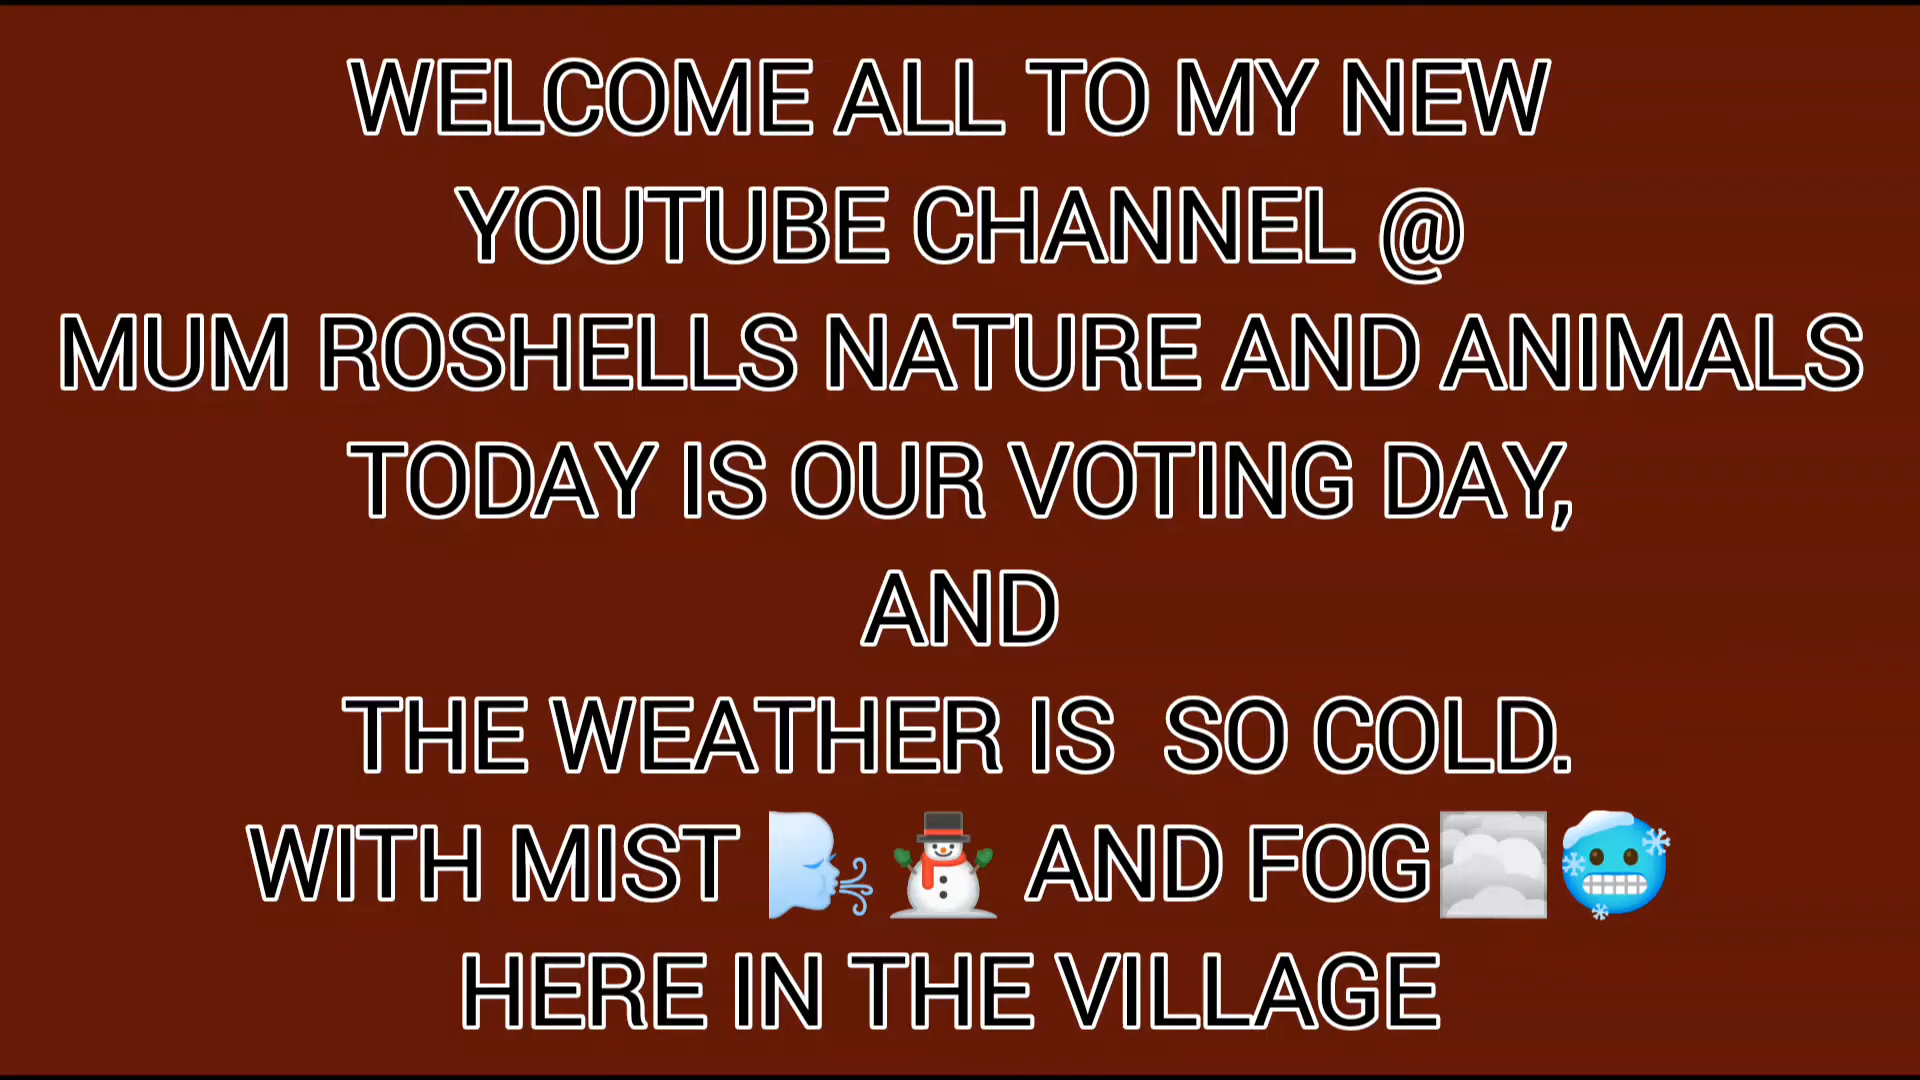 WELCOME ALL TO MY NEW
YOUTUBE CHANNEL @
MUM ROSHELLS NATURE AND ANIMALS
TODAY IS OUR VOTING DAY,
AND
THE WEATHER IS  SO COLD.
WITH MIST 🌬️⛄ AND FOG🌫️🥶
HERE IN THE VILLAGE